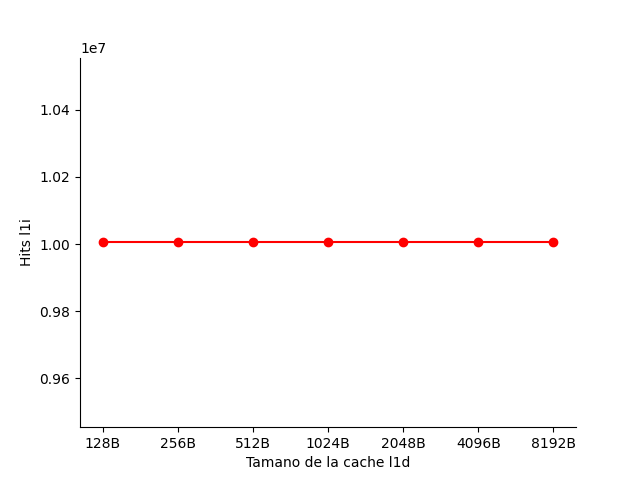 1e7
1.04
1.02
1.00
0.98
0.96
Hits l1i
128B 256B 512B 1024B 2048B 4096B 8192B
Tamano de la cache l1d